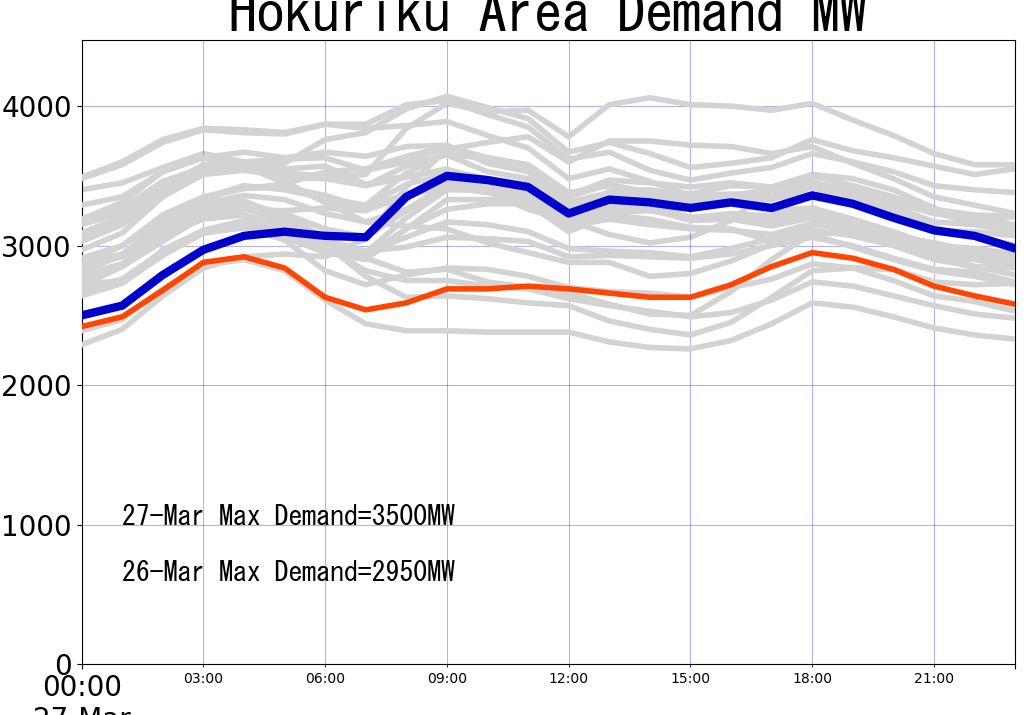 Hokuriku Area Demand MW
4000
3000
2000
1000
0
27-Mar Max Demand=3500MW
26-Mar Max Demand=2950MW
00:00 03:00 06:00 09:00 12:00 15:00 18:00 21:00
27-Mar